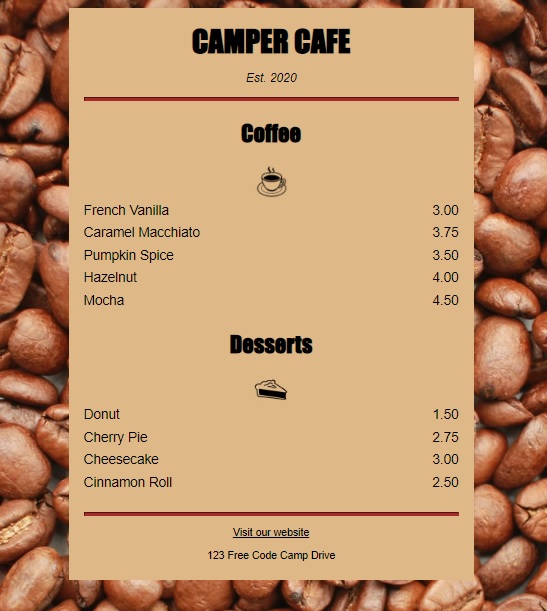 CAMPER CAFE
Est. 2020
Coffee
French Vanilla 3.00
Caramel Macchiato 3.75
Pumpkin Spice 3.50
Hazelnut 4.00
Mocha 4.50
Desserts
Donut 1.50
Cherry Pie 2.75
Cheesecake 3.00
Cinnamon Roll 2.50
Visit our website
123 Free Code Camp Drive